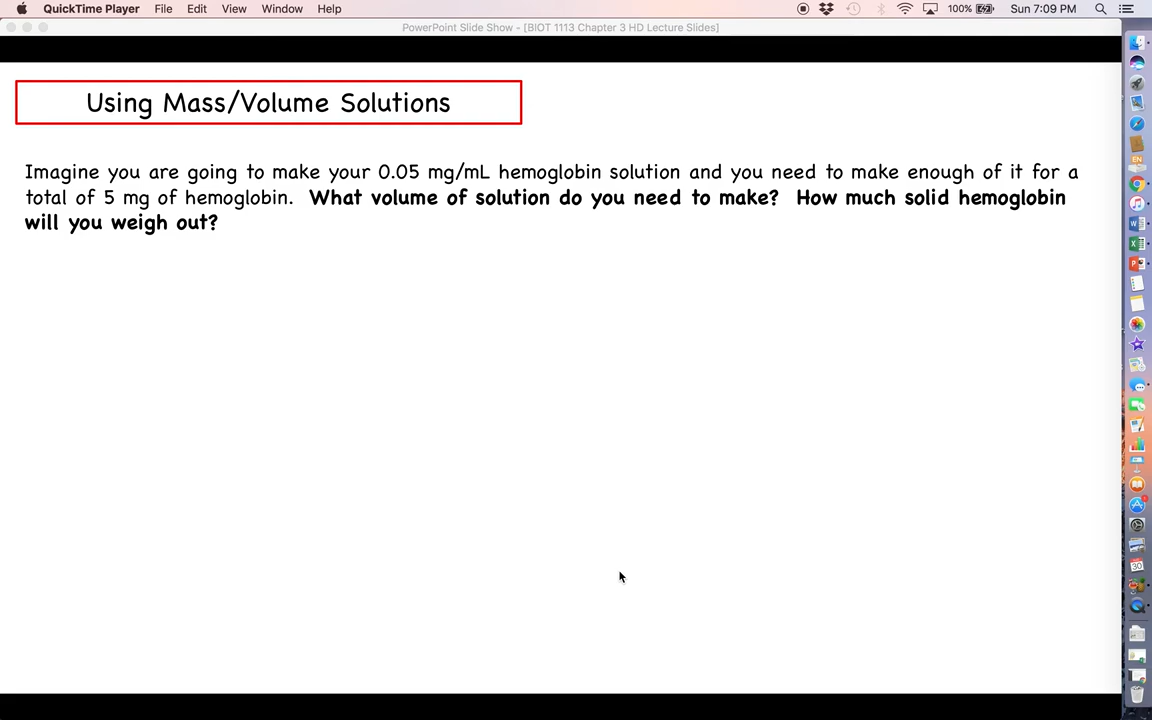 QuickTime Player File Edit View Window Help 100% Sun 7:09 PM
PowerPoint Slide Show - [BIOT 1113 Chapter 3 HD Lecture Slides]
Using Mass/Volume Solutions
Imagine you are going to make your 0.05 mg/mL hemoglobin solution and you need to make enough of it for a
total of 5 mg of hemoglobin. What volume of solution do you need to make? How much solid hemoglobin
will you weigh out?
EN
30